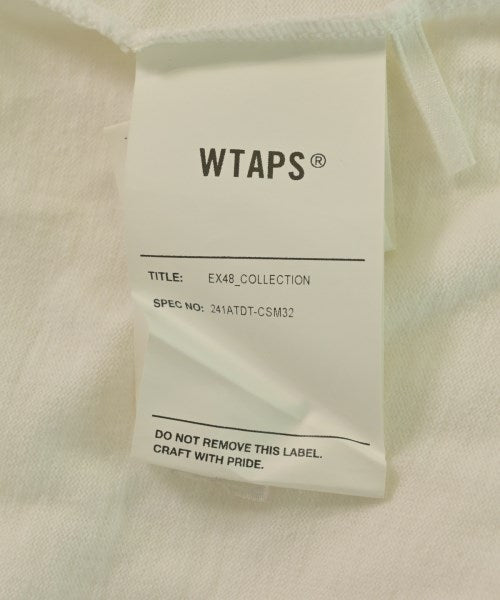 WTAPS®
TITLE: EX48_COLLECTION
SPEC NO: 241ATDT-CSM32
DO NOT REMOVE THIS LABEL.
CRAFT WITH PRIDE.